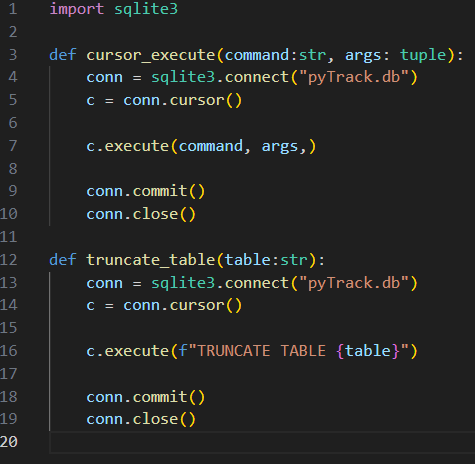 1 import sqlite3
2
3 def cursor_execute(command:str, args: tuple):
4     conn = sqlite3.connect("pyTrack.db")
5     c = conn.cursor()
6
7     c.execute(command, args,)
8
9     conn.commit()
10     conn.close()
11
12 def truncate_table(table:str):
13     conn = sqlite3.connect("pyTrack.db")
14     c = conn.cursor()
15
16     c.execute(f"TRUNCATE TABLE {table}")
17
18     conn.commit()
19     conn.close()
20